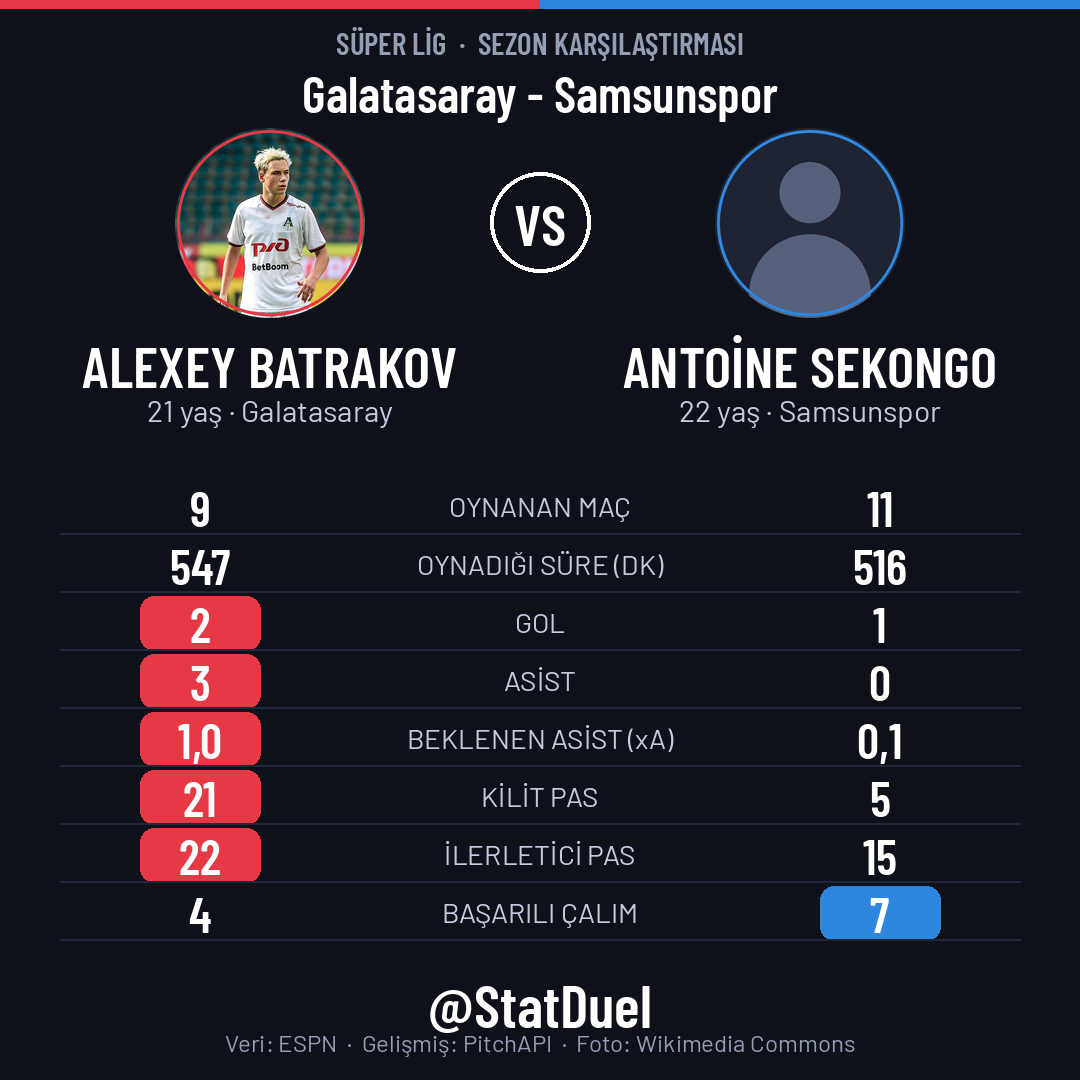 SÜPER LİG · SEZON KARŞILAŞTIRMASI
Galatasaray - Samsunspor
VS
РЖД
BetBoom
ALEXEY BATRAKOV
ANTOİNE SEKONGO
21 yaş · Galatasaray
22 yaş · Samsunspor
9 OYNANAN MAÇ 11
547 OYNADIĞI SÜRE (DK) 516
2 GOL 1
3 ASİST 0
1,0 BEKLENEN ASİST (xA) 0,1
21 KİLİT PAS 5
22 İLERLETİCİ PAS 15
4 BAŞARILI ÇALIM 7
@StatDuel
Veri: ESPN · Gelişmiş: PitchAPI · Foto: Wikimedia Commons